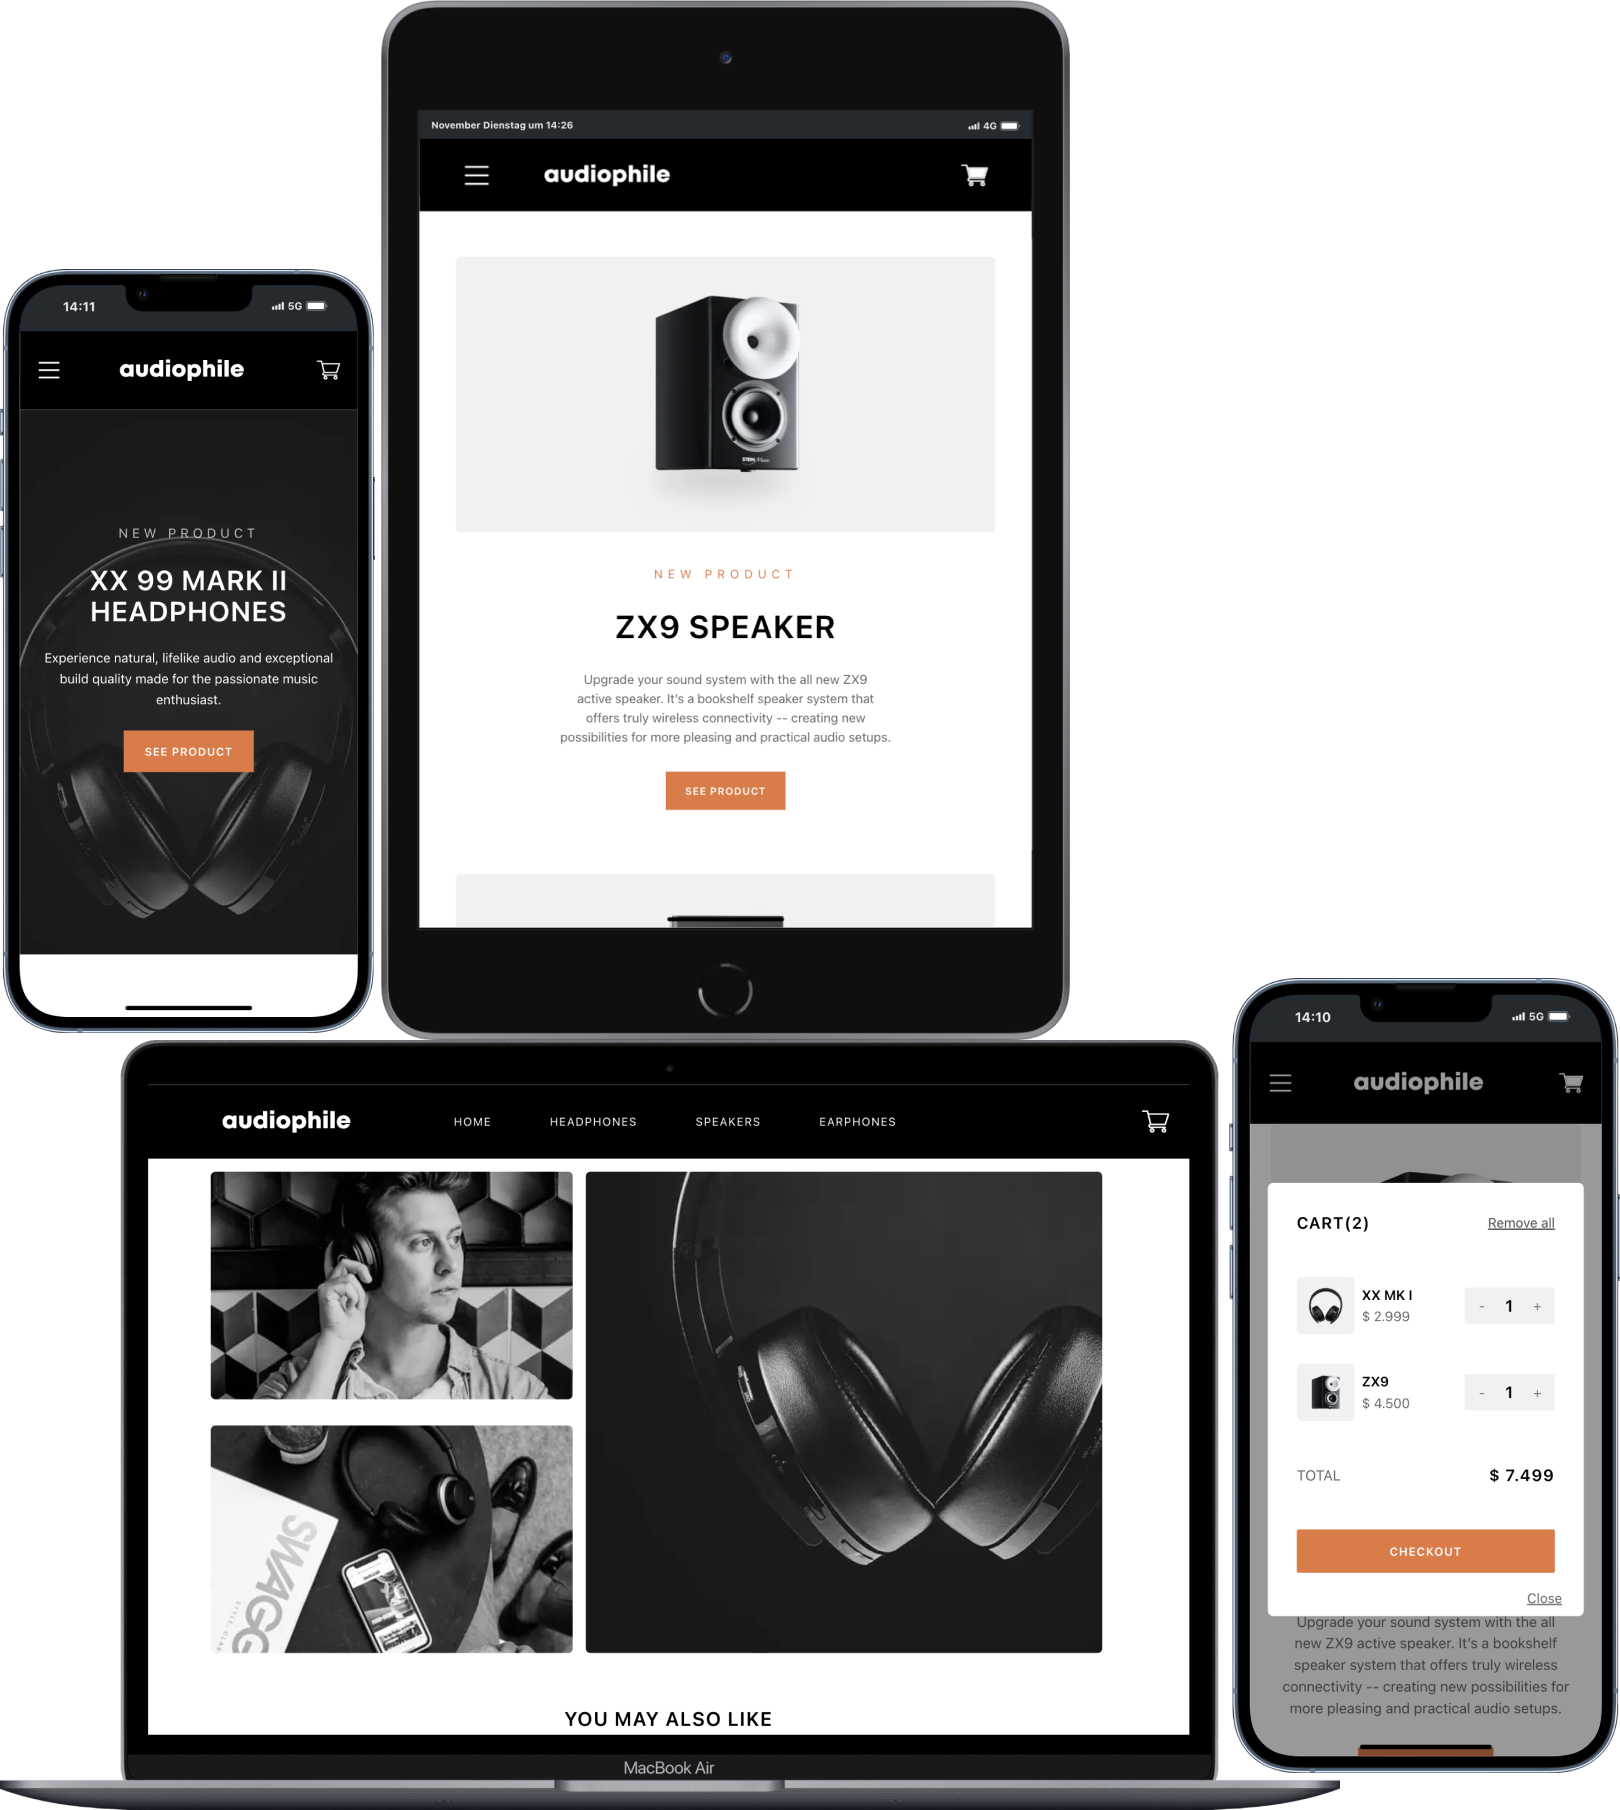 November Dienstag um 14:26
4G
audiophile
NEW PRODUCT
ZX9 SPEAKER
Upgrade your sound system with the all new ZX9
active speaker. It's a bookshelf speaker system that
offers truly wireless connectivity -- creating new
possibilities for more pleasing and practical audio setups.
SEE PRODUCT
14:11
5G
audiophile
NEW PRODUCT
XX 99 MARK II
HEADPHONES
Experience natural, lifelike audio and exceptional
build quality made for the passionate music
enthusiast.
SEE PRODUCT
audiophile
HOME
HEADPHONES
SPEAKERS
EARPHONES
SWAGG
YOU MAY ALSO LIKE
MacBook Air
14:10
5G
audiophile
CART(2)
Remove all
XX MK I
$ 2.999
- 1 +
ZX9
$ 4.500
- 1 +
TOTAL
$ 7.499
CHECKOUT
Close
Upgrade your sound system with the all
new ZX9 active speaker. It's a bookshelf
speaker system that offers truly wireless
connectivity -- creating new possibilities for
more pleasing and practical audio setups.